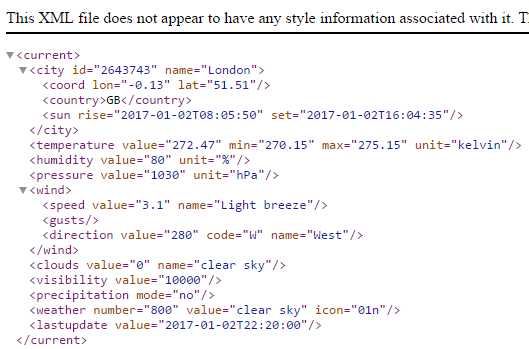 This XML file does not appear to have any style information associated with it.
<current>
<city id="2643743" name="London">
<coord lon="-0.13" lat="51.51"/>
<country>GB</country>
<sun rise="2017-01-02T08:05:50" set="2017-01-02T16:04:35"/>
</city>
<temperature value="272.47" min="270.15" max="275.15" unit="kelvin"/>
<humidity value="80" unit="%"/>
<pressure value="1030" unit="hPa"/>
<wind>
<speed value="3.1" name="Light breeze"/>
<gusts/>
<direction value="280" code="W" name="West"/>
</wind>
<clouds value="0" name="clear sky"/>
<visibility value="10000"/>
<precipitation mode="no"/>
<weather number="800" value="clear sky" icon="01n"/>
<lastupdate value="2017-01-02T22:20:00"/>
</current>